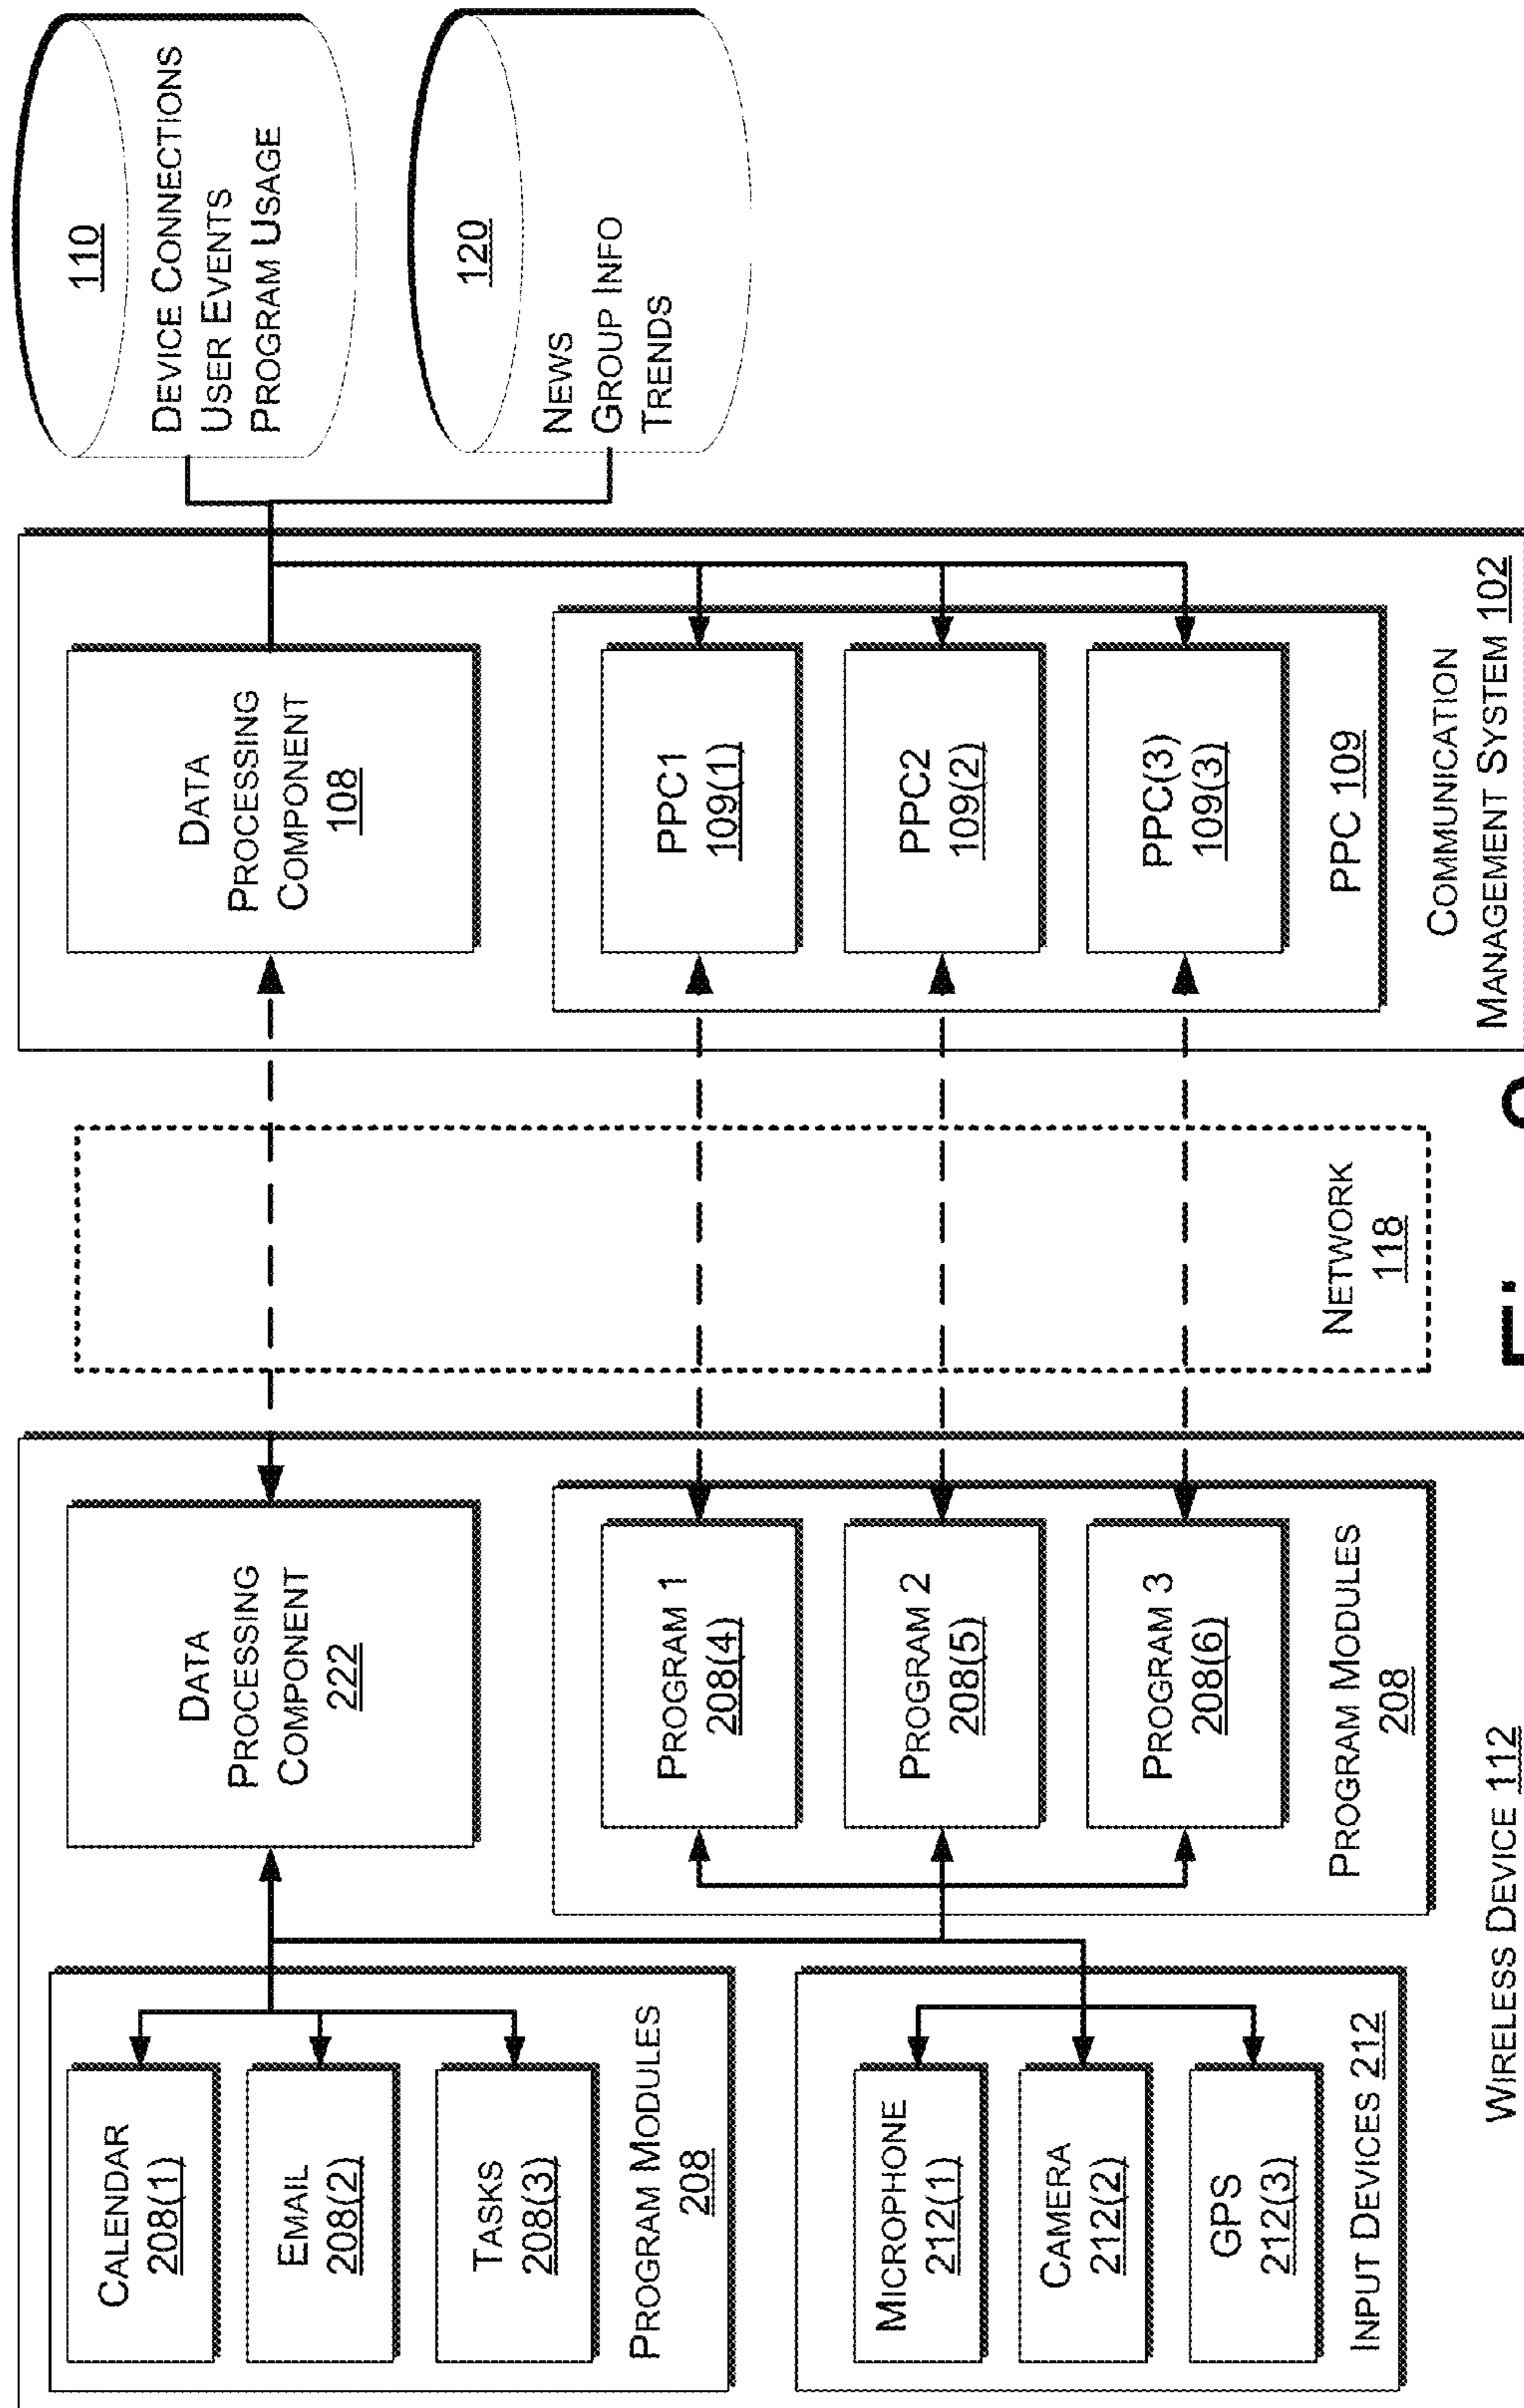 CALENDAR
208(1)
EMAIL
208(2)
TASKS
208(3)
PROGRAM MODULES
208
MICROPHONE
212(1)
CAMERA
212(2)
GPS
212(3)
INPUT DEVICES 212
DATA
PROCESSING
COMPONENT
222
PROGRAM 1
208(4)
PROGRAM 2
208(5)
PROGRAM 3
208(6)
PROGRAM MODULES
208
WIRELESS DEVICE 112
NETWORK
118
DATA
PROCESSING
COMPONENT
108
PPC1
109(1)
PPC2
109(2)
PPC(3)
109(3)
PPC 109
COMMUNICATION
MANAGEMENT SYSTEM 102
110
DEVICE CONNECTIONS
USER EVENTS
PROGRAM USAGE
120
NEWS
GROUP INFO
TRENDS